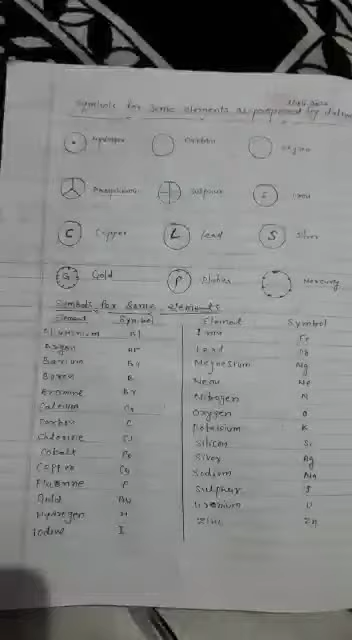 Symbols for some elements as proposed by
Hydrogen Carbon Oxygen
Phosphorus Sulphur I Iron
C Copper L Lead S Silver
G Gold P Platina Mercury
Symbols for Some elements
Element Symbol Element Symbol
Aluminium Al Iron Fe
Argon Ar Lead Pb
Barium Ba Magnesium Mg
Boron B Neon Ne
Bromine Br Nitrogen N
Calcium Ca Oxygen O
Carbon C Potassium K
Chlorine Cl Silicon Si
Cobalt Co Silver Ag
Copper Cu Sodium Na
Fluorine F Sulphur S
Gold Au Uranium U
Hydrogen H Zinc Zn
Iodine I